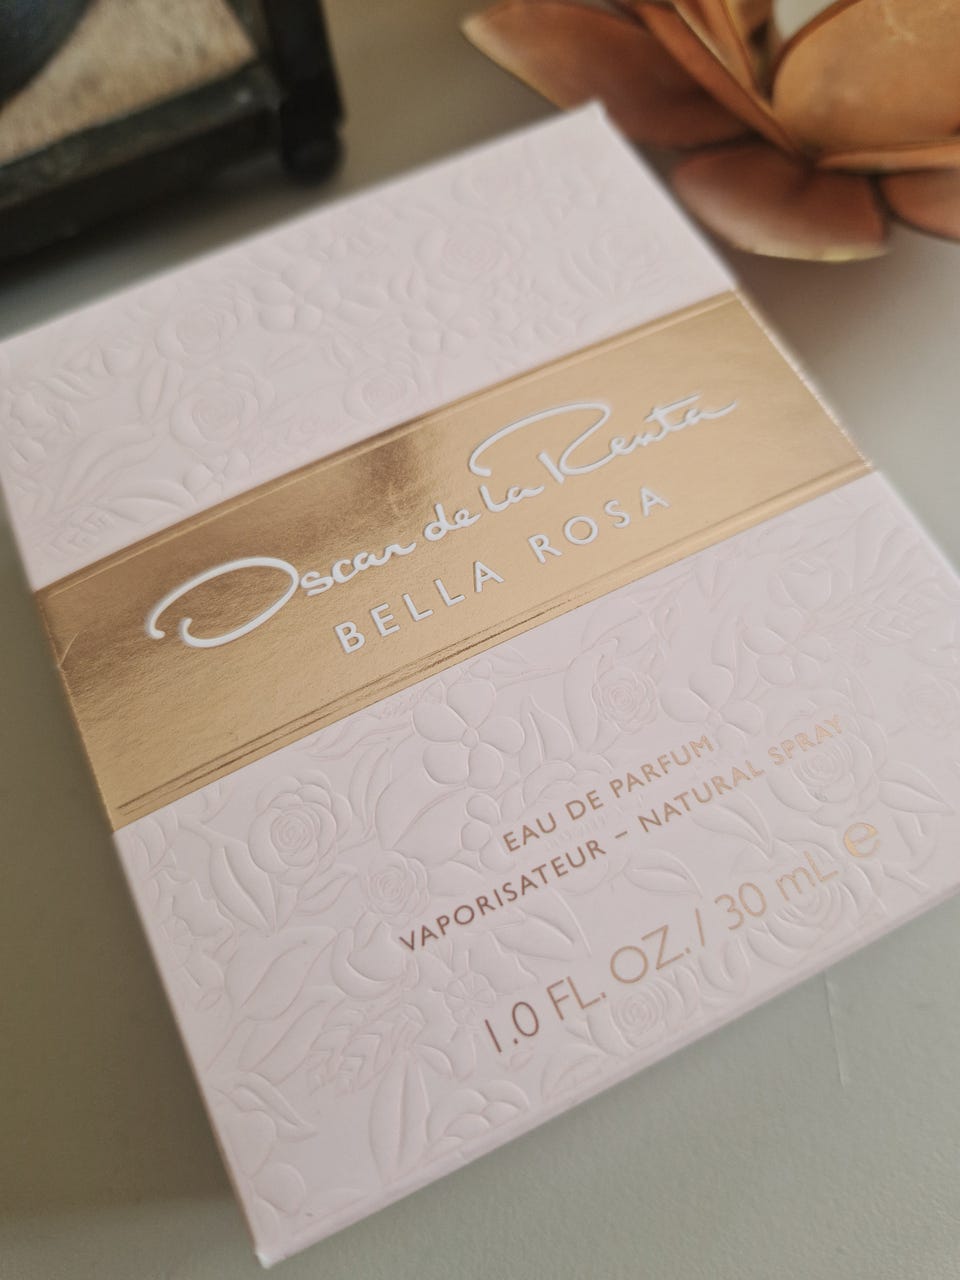 Oscar de la Renta
BELLA ROSA
EAU DE PARFUM
VAPORISATEUR – NATURAL SPRAY
1.0 FL. OZ. / 30 mL ℮